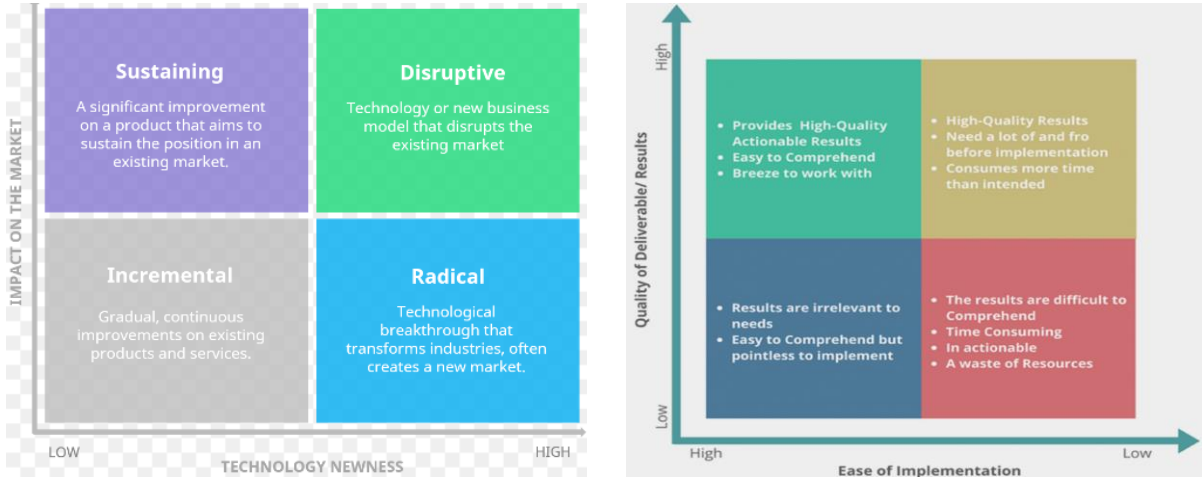 IMPACT ON THE MARKET
Sustaining
A significant improvement
on a product that aims to
sustain the position in an
existing market.
Disruptive
Technology or new business
model that disrupts the
existing market
Incremental
Gradual, continuous
improvements on existing
products and services.
Radical
Technological
breakthrough that
transforms industries, often
creates a new market.
LOW
HIGH
TECHNOLOGY NEWNESS
Quality of Deliverable/ Results
High
• Provides High-Quality
Actionable Results
• Easy to Comprehend
• Breeze to work with
• High-Quality Results
• Need a lot of and fro
before implementation
• Consumes more time
than intended
• Results are irrelevant to
needs
• Easy to Comprehend but
pointless to implement
• The results are difficult to
Comprehend
• Time Consuming
• In actionable
• A waste of Resources
Low
High
Low
Ease of Implementation